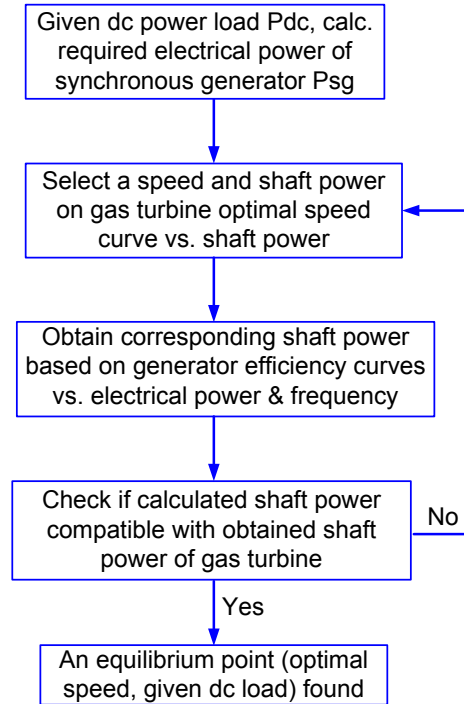 Given dc power load Pdc, calc.
required electrical power of
synchronous generator Psg
Select a speed and shaft power
on gas turbine optimal speed
curve vs. shaft power
Obtain corresponding shaft power
based on generator efficiency curves
vs. electrical power & frequency
Check if calculated shaft power
compatible with obtained shaft
power of gas turbine
No
Yes
An equilibrium point (optimal
speed, given dc load) found